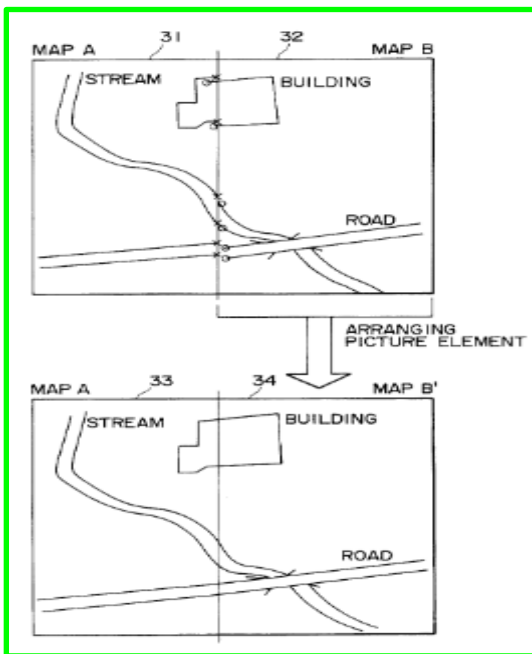 31 32
MAP A MAP B
STREAM BUILDING
ROAD
ARRANGING
PICTURE ELEMENT
33 34
MAP A MAP B'
STREAM BUILDING
ROAD